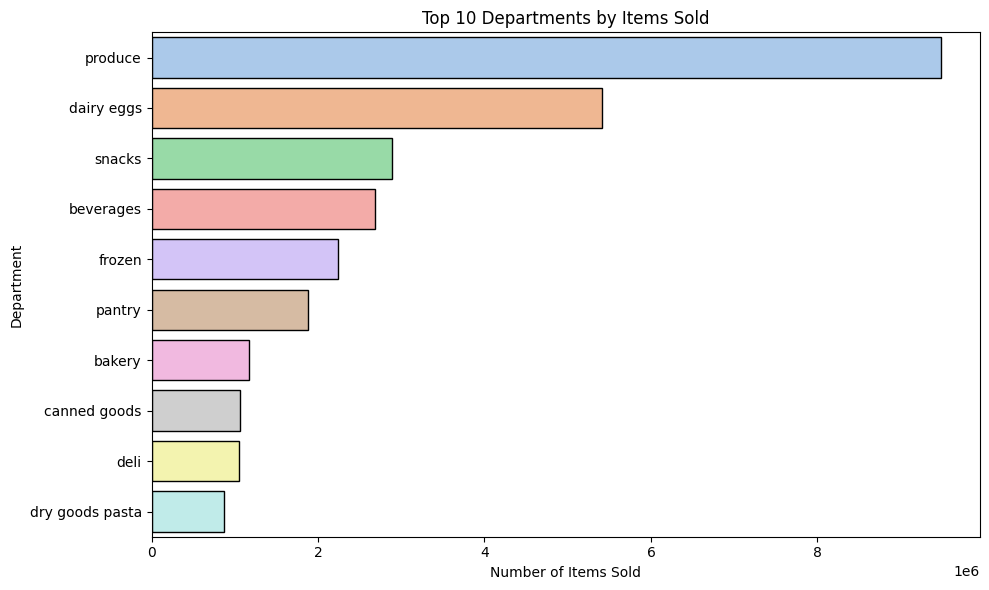 Top 10 Departments by Items Sold
Department
produce
dairy eggs
snacks
beverages
frozen
pantry
bakery
canned goods
deli
dry goods pasta
0 2 4 6 8
1e6
Number of Items Sold